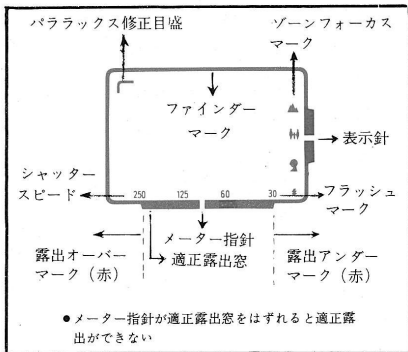 パララックス修正目盛
ゾーンフォーカス
マーク
ファインダー
マーク
表示針
シャッター
スピード
250 125 60 30
フラッシュ
マーク
メーター指針
適正露出窓
露出オーバー
マーク(赤)
露出アンダー
マーク(赤)
●メーター指針が適正露出窓をはずれると適正露
出ができない